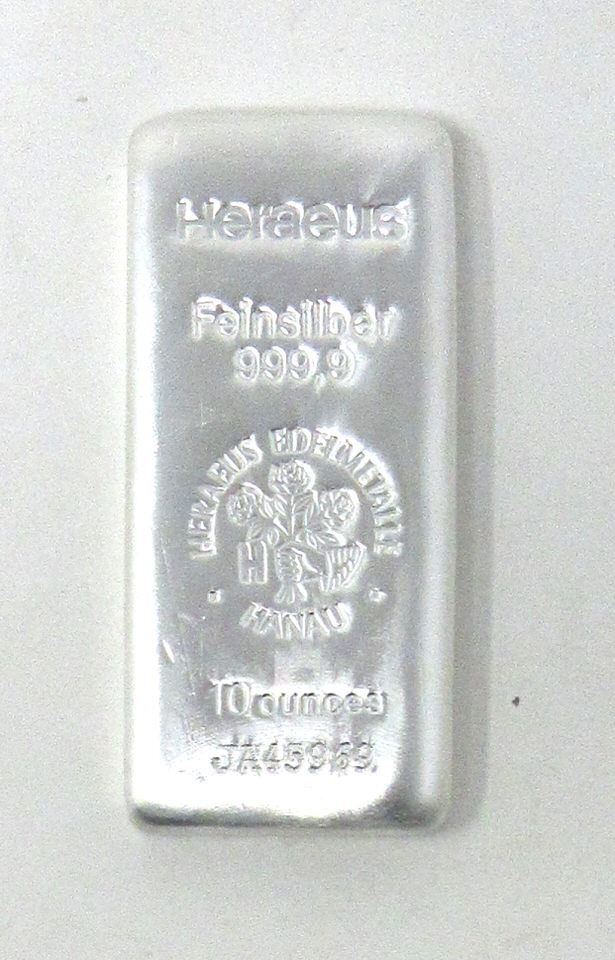 Heraeus
Feinsilber
999,9
HERAEUS EDELMETALLE
H
HANAU
10 ounces
JA45969